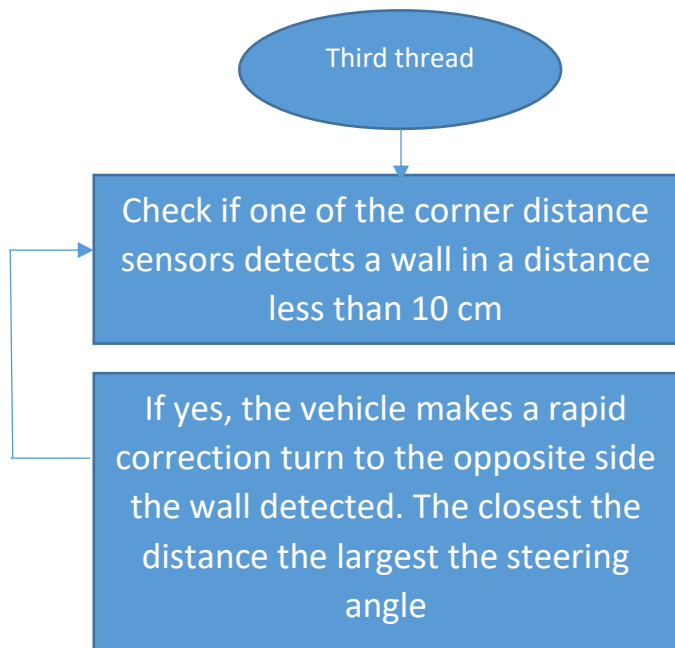 Third thread
Check if one of the corner distance
sensors detects a wall in a distance
less than 10 cm
If yes, the vehicle makes a rapid
correction turn to the opposite side
the wall detected. The closest the
distance the largest the steering
angle